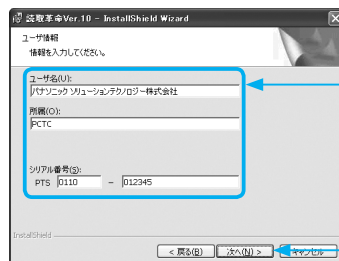 読取革命Ver.10 - InstallShield Wizard
ユーザ情報
情報を入力してください。
ユーザ名(U):
パナソニック ソリューションテクノロジー株式会社
所属(O):
PCTC
シリアル番号(S):
PTS 0110 - 012345
InstallShield
< 戻る(B) 次へ(N) > キャンセル